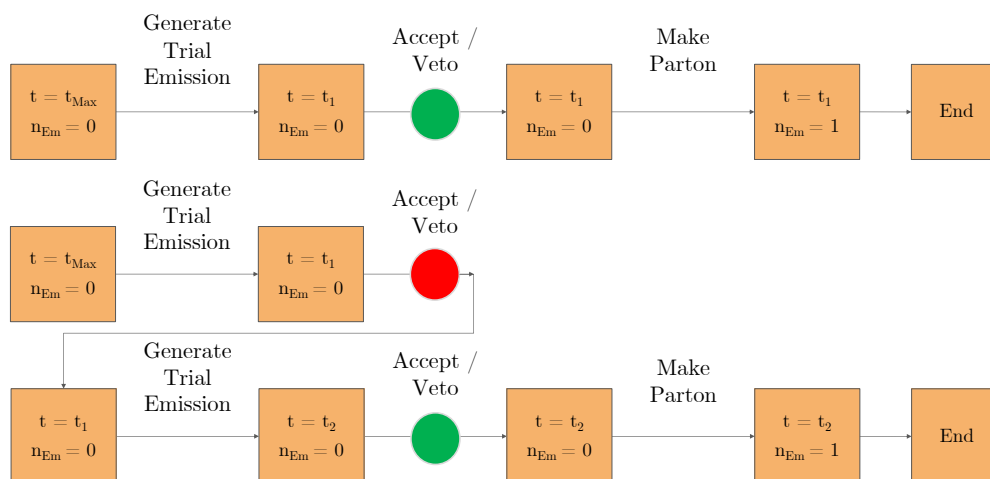 Generate
Trial
Emission
Accept /
Veto
Make
Parton
t = t_Max
n_Em = 0
t = t_1
n_Em = 0
t = t_1
n_Em = 0
t = t_1
n_Em = 1
End
Generate
Trial
Emission
Accept /
Veto
t = t_Max
n_Em = 0
t = t_1
n_Em = 0
Generate
Trial
Emission
Accept /
Veto
Make
Parton
t = t_1
n_Em = 0
t = t_2
n_Em = 0
t = t_2
n_Em = 0
t = t_2
n_Em = 1
End